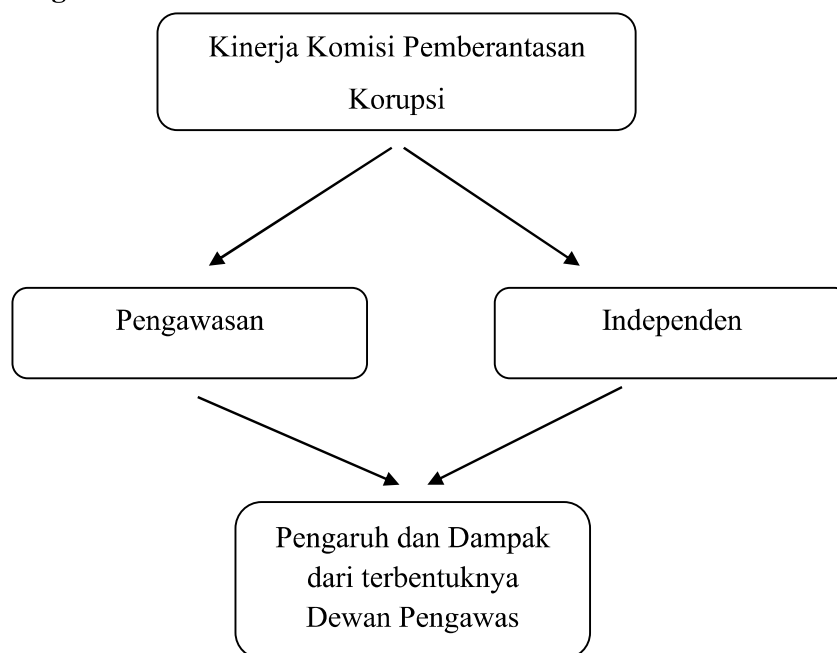 Kinerja Komisi Pemberantasan
Korupsi
Pengawasan
Independen
Pengaruh dan Dampak
dari terbentuknya
Dewan Pengawas